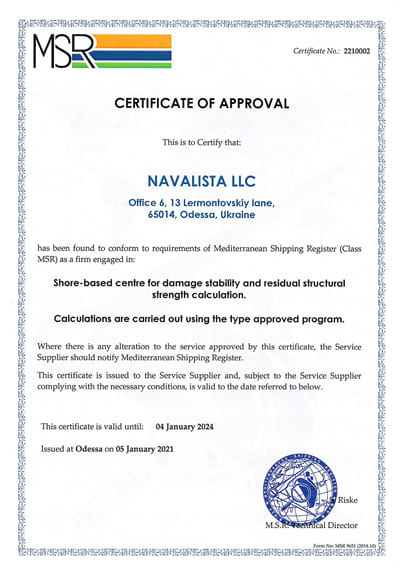 MSR
Certificate No.: 2210002
CERTIFICATE OF APPROVAL
This is to Certify that:
NAVALISTA LLC
Office 6, 13 Lermontovskiy lane,
65014, Odessa, Ukraine
has been found to conform to requirements of Mediterranean Shipping Register (Class
MSR) as a firm engaged in:
Shore-based centre for damage stability and residual structural
strength calculation.
Calculations are carried out using the type approved program.
Where there is any alteration to the service approved by this certificate, the Service
Supplier should notify Mediterranean Shipping Register.
This certificate is issued to the Service Supplier and, subject to the Service Supplier
complying with the necessary conditions, is valid to the date referred to below.
This certificate is valid until: 04 January 2024
Issued at Odessa on 05 January 2021
Riske
M.S.R. Technical Director
Form No: MSR 9651 (2018.10)